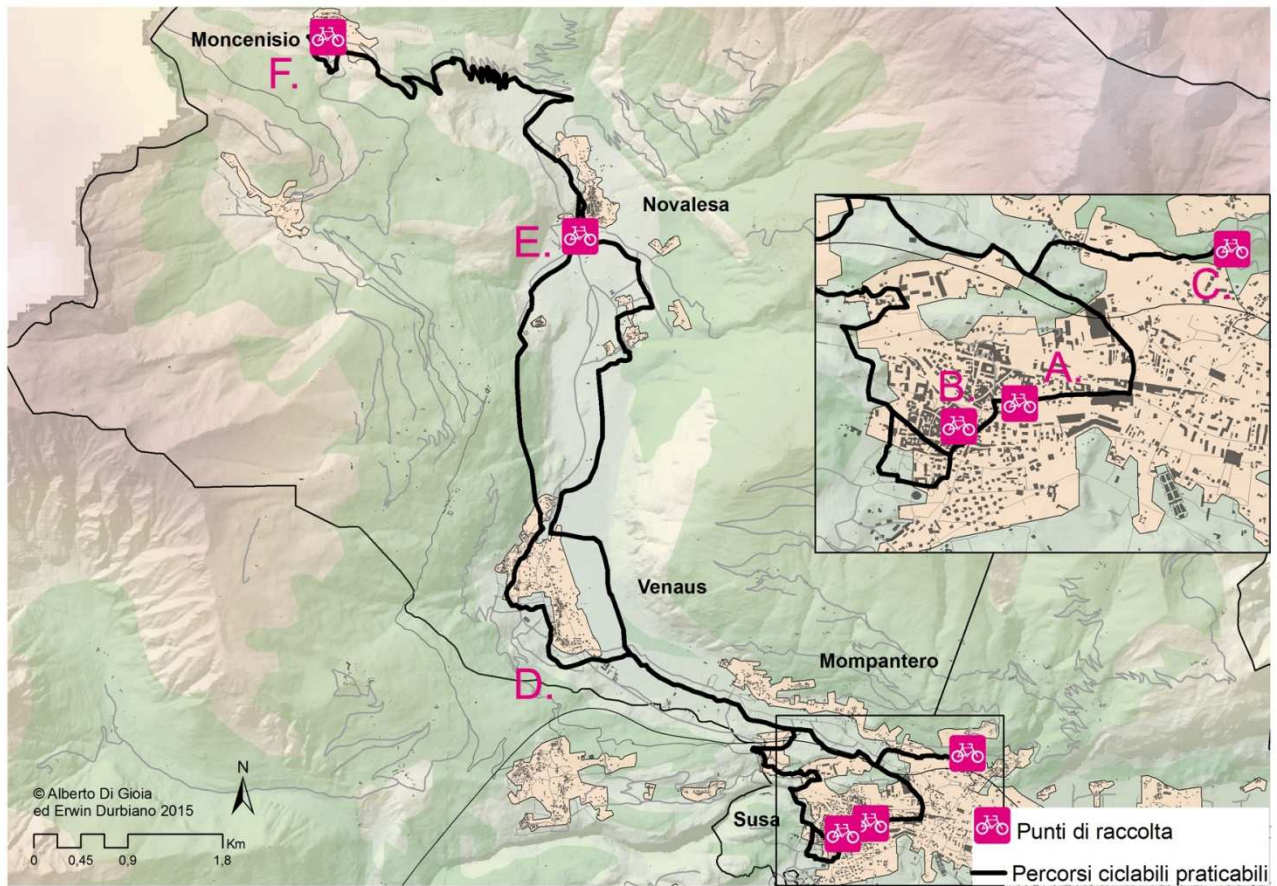 Moncenisio
F.
Novalesa
E.
C.
A.
B.
Venaus
Mompantero
D.
N
© Alberto Di Gioia
ed Erwin Durbiano 2015
Km
0 0,45 0,9 1,8
Susa
Punti di raccolta
Percorsi ciclabili praticabili